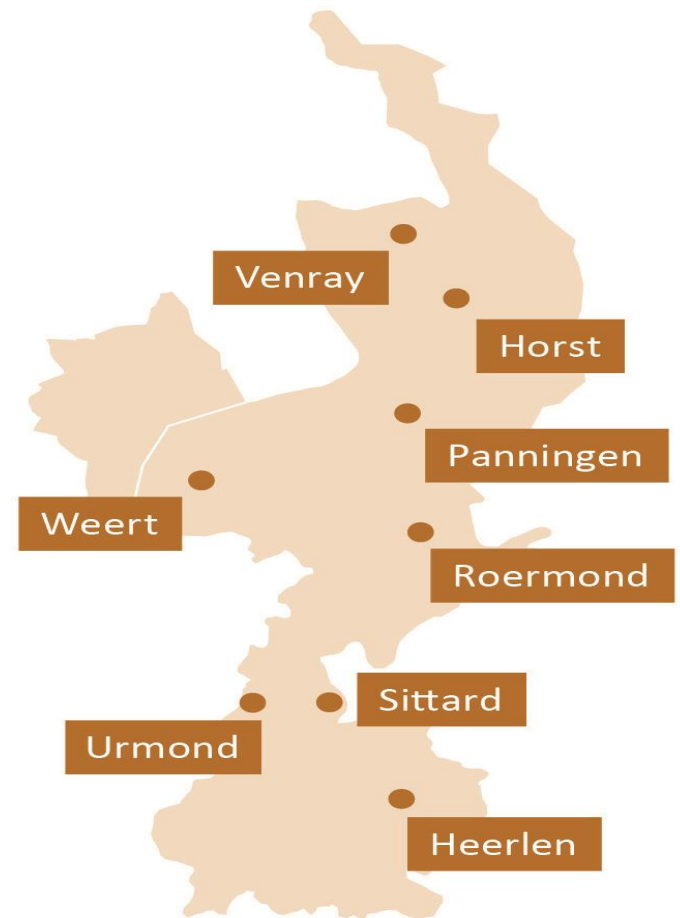 Venray
Horst
Panningen
Weert
Roermond
Sittard
Urmond
Heerlen